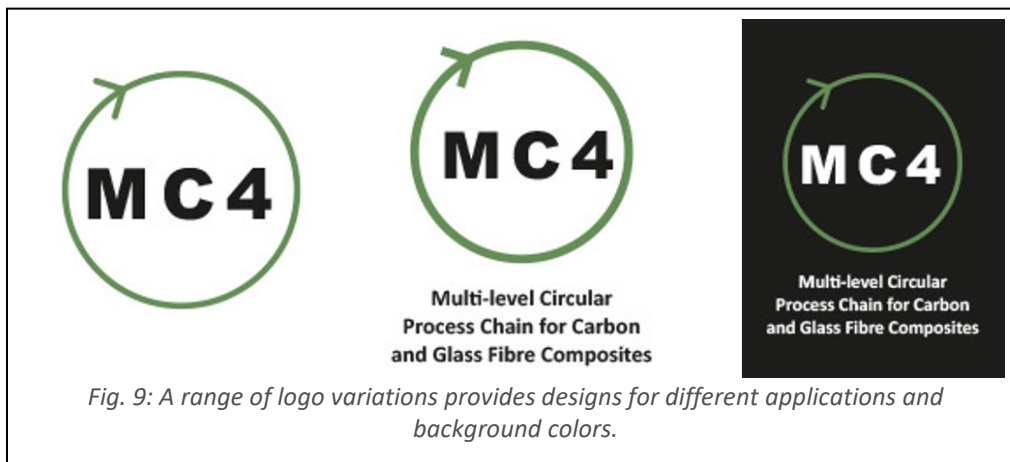 MC4
MC4
Multi-level Circular
Process Chain for Carbon
and Glass Fibre Composites
MC4
Multi-level Circular
Process Chain for Carbon
and Glass Fibre Composites
Fig. 9: A range of logo variations provides designs for different applications and
background colors.